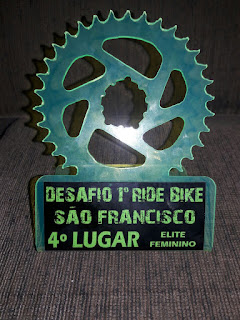 DESAFIO 1º RIDE BIKE
SÃO FRANCISCO
4º LUGAR ELITE FEMININO